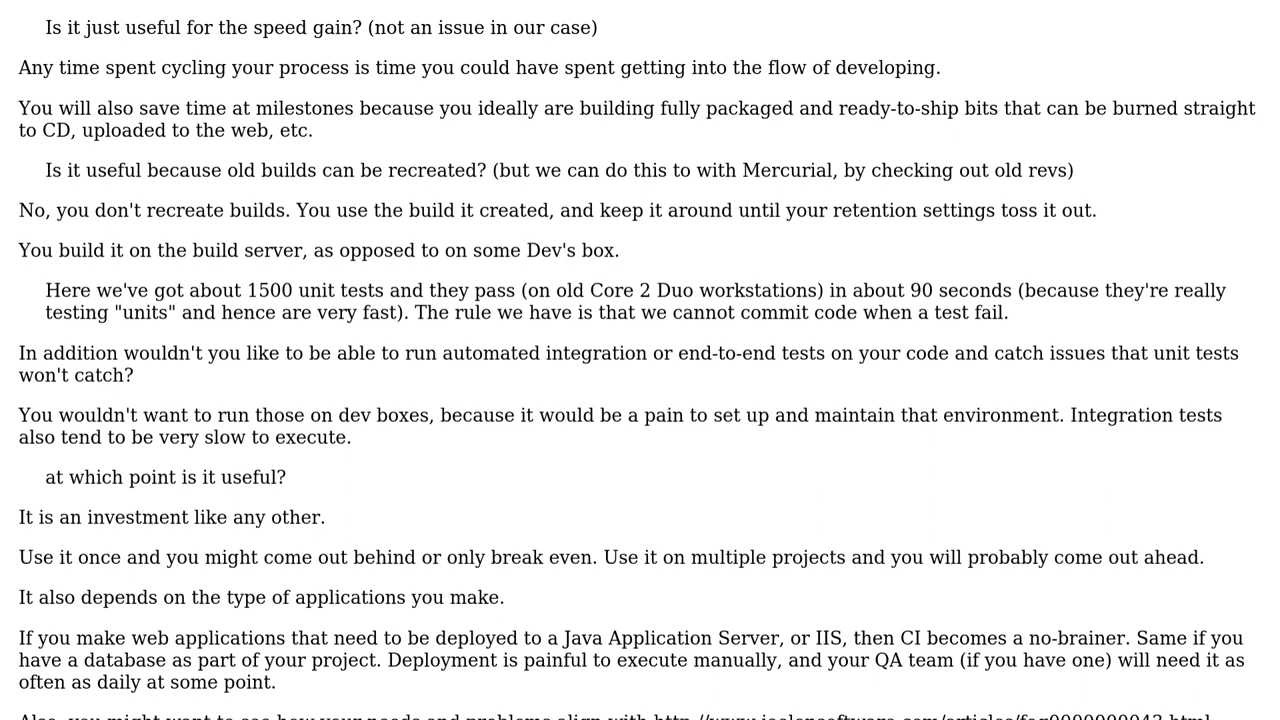 Is it just useful for the speed gain? (not an issue in our case)
Any time spent cycling your process is time you could have spent getting into the flow of developing.
You will also save time at milestones because you ideally are building fully packaged and ready-to-ship bits that can be burned straight
to CD, uploaded to the web, etc.
Is it useful because old builds can be recreated? (but we can do this to with Mercurial, by checking out old revs)
No, you don't recreate builds. You use the build it created, and keep it around until your retention settings toss it out.
You build it on the build server, as opposed to on some Dev's box.
Here we've got about 1500 unit tests and they pass (on old Core 2 Duo workstations) in about 90 seconds (because they're really
testing "units" and hence are very fast). The rule we have is that we cannot commit code when a test fail.
In addition wouldn't you like to be able to run automated integration or end-to-end tests on your code and catch issues that unit tests
won't catch?
You wouldn't want to run those on dev boxes, because it would be a pain to set up and maintain that environment. Integration tests
also tend to be very slow to execute.
at which point is it useful?
It is an investment like any other.
Use it once and you might come out behind or only break even. Use it on multiple projects and you will probably come out ahead.
It also depends on the type of applications you make.
If you make web applications that need to be deployed to a Java Application Server, or IIS, then CI becomes a no-brainer. Same if you
have a database as part of your project. Deployment is painful to execute manually, and your QA team (if you have one) will need it as
often as daily at some point.
Also, you might want to see how your needs and problems align with